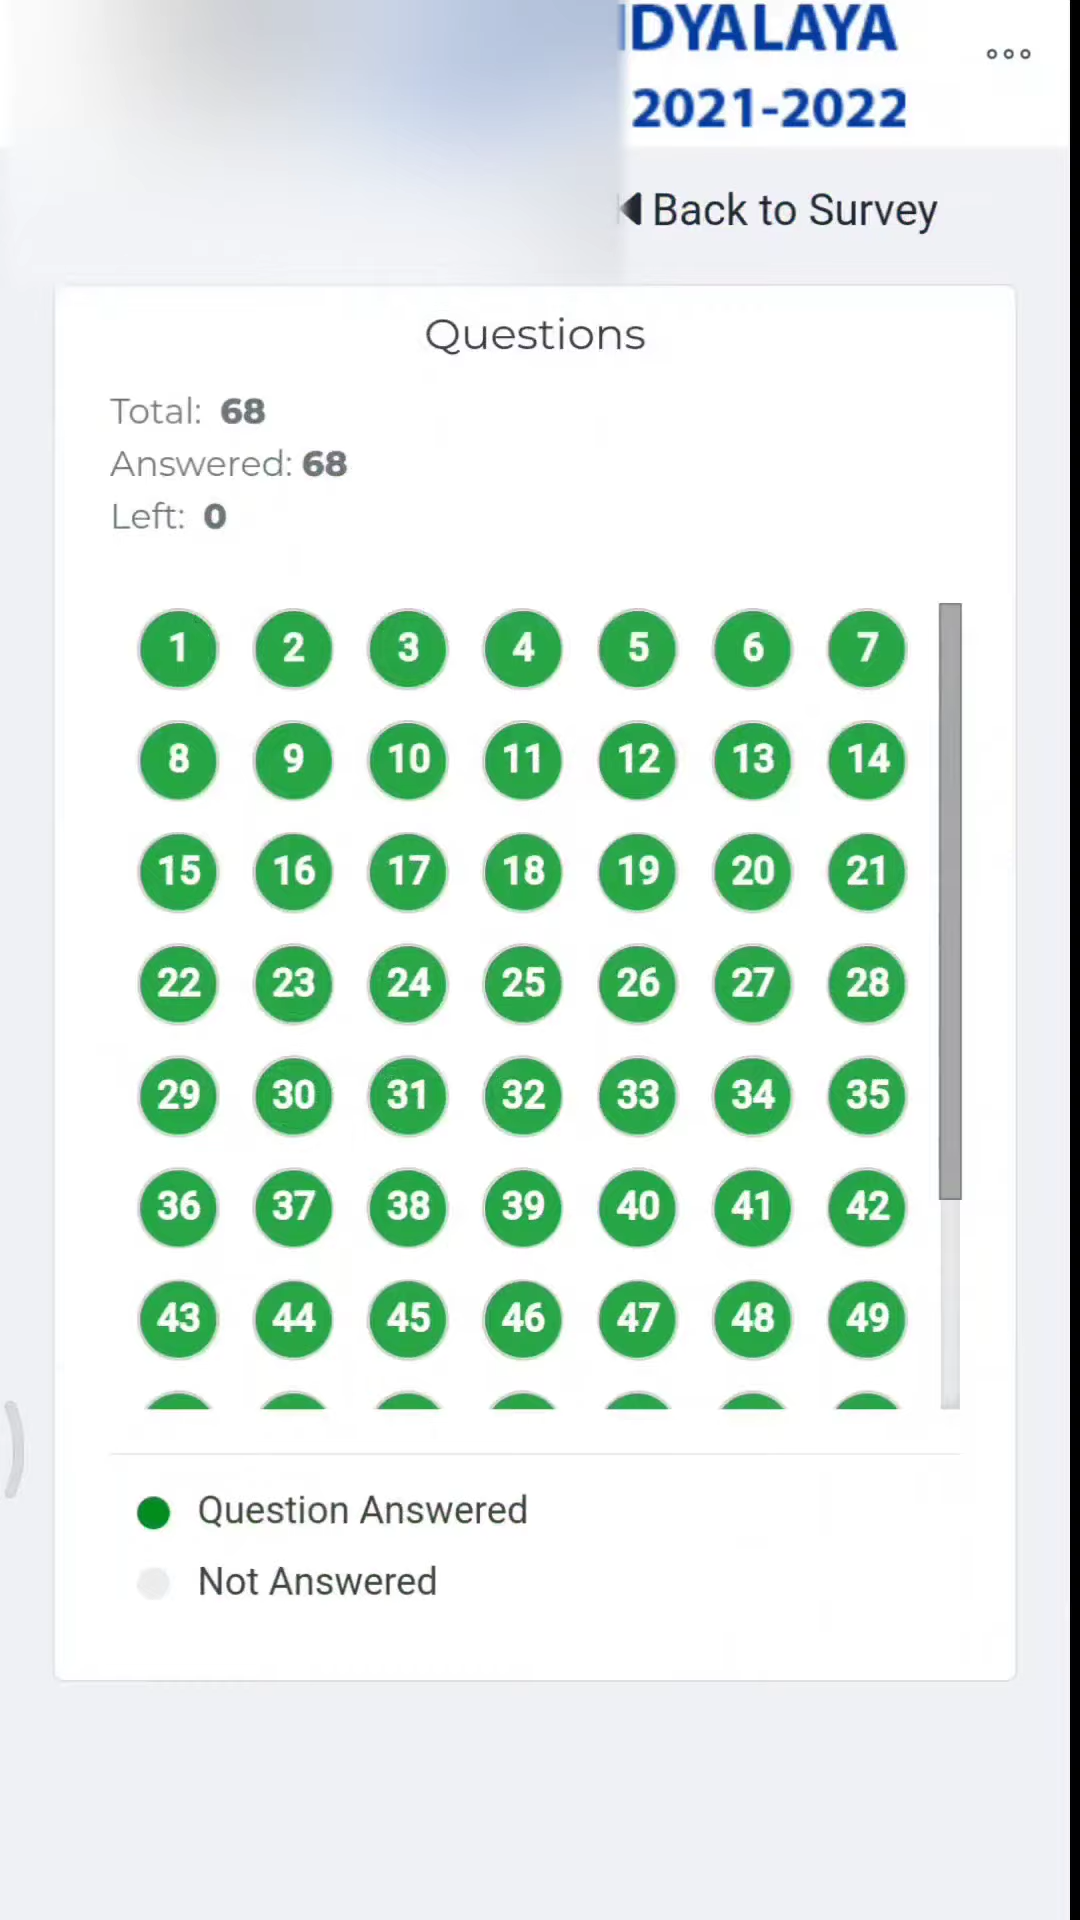 2021-2022
Back to Survey
Questions
Total: 68
Answered: 68
Left: 0
1 2 3 4 5 6 7
8 9 10 11 12 13 14
15 16 17 18 19 20 21
22 23 24 25 26 27 28
29 30 31 32 33 34 35
36 37 38 39 40 41 42
43 44 45 46 47 48 49
Question Answered
Not Answered